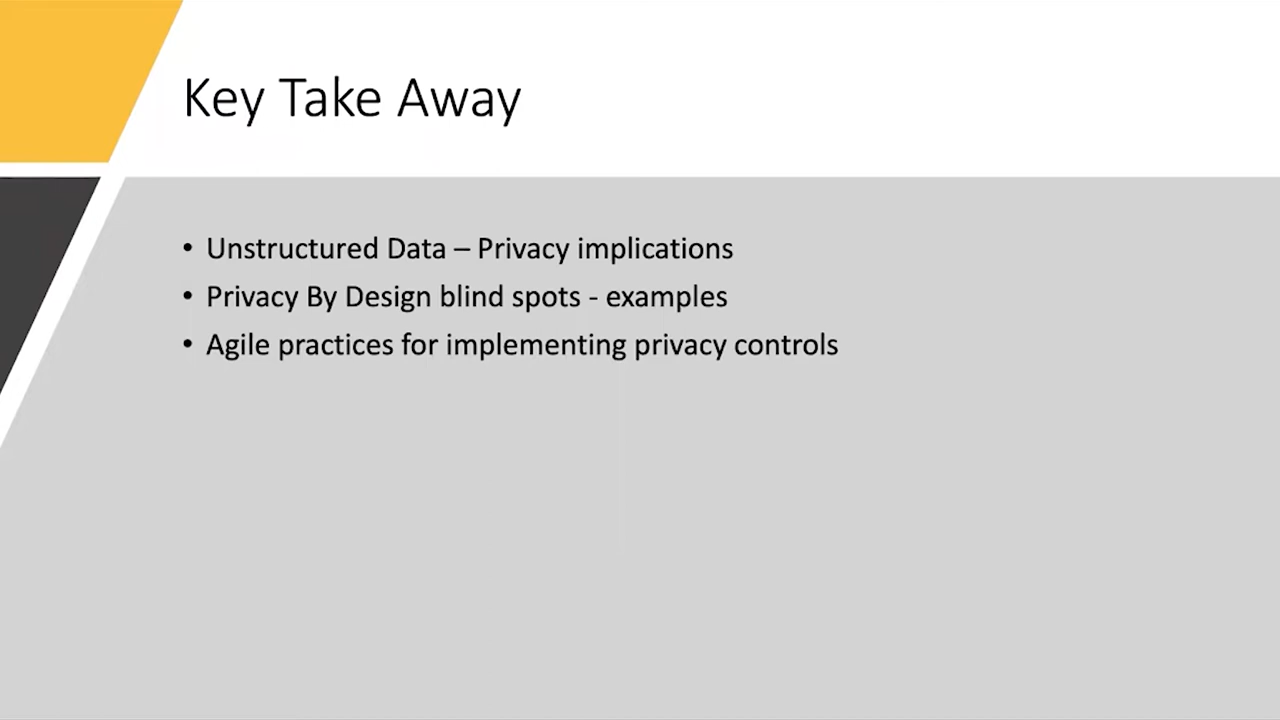 Key Take Away
• Unstructured Data – Privacy implications
• Privacy By Design blind spots - examples
• Agile practices for implementing privacy controls